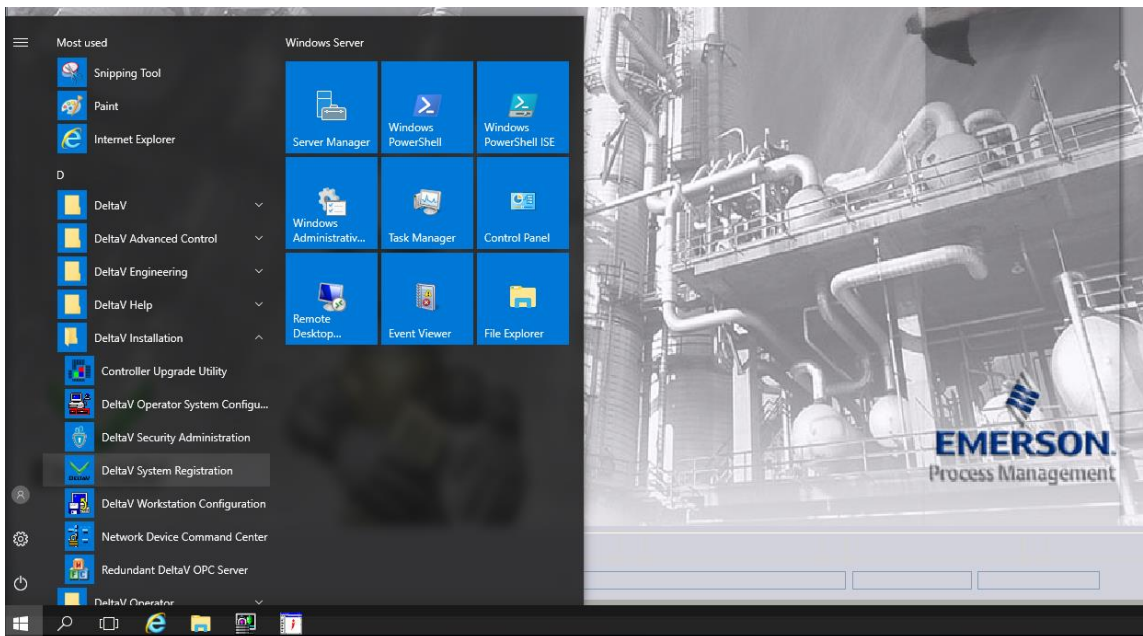 Most used
Snipping Tool
Paint
Internet Explorer
D
DeltaV
DeltaV Advanced Control
DeltaV Engineering
DeltaV Help
DeltaV Installation
Controller Upgrade Utility
DeltaV Operator System Configu...
DeltaV Security Administration
DeltaV System Registration
DeltaV Workstation Configuration
Network Device Command Center
Redundant DeltaV OPC Server
DeltaV Operator
Windows Server
Server Manager
Windows
PowerShell
Windows
PowerShell ISE
Windows
Administrativ...
Task Manager
Control Panel
Remote
Desktop...
Event Viewer
File Explorer
EMERSON.
Process Management